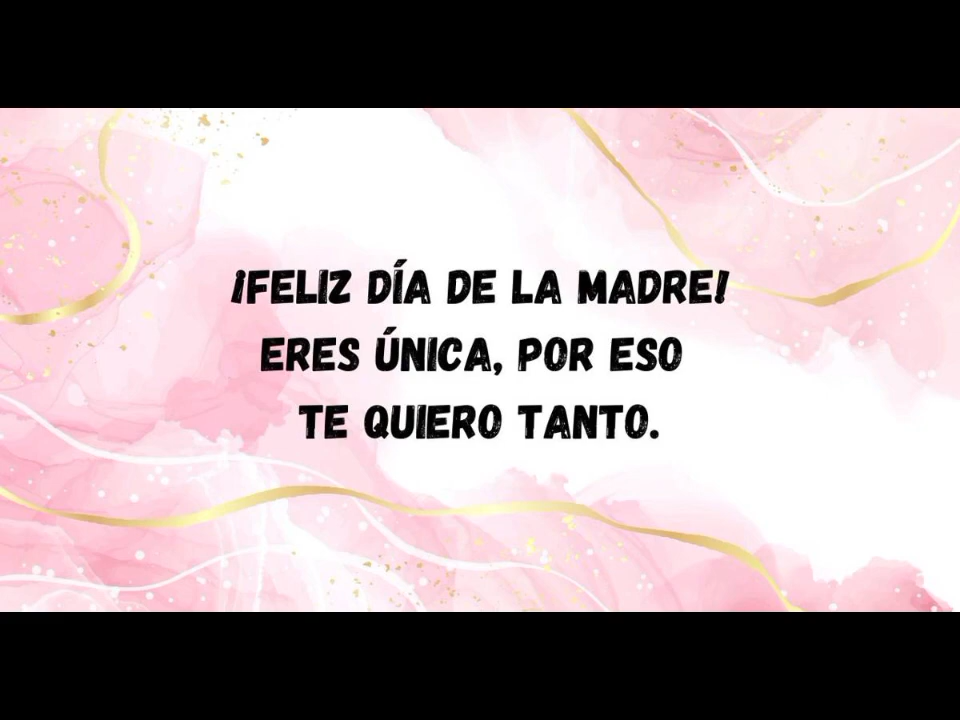 ¡FELIZ DÍA DE LA MADRE!
ERES ÚNICA, POR ESO
TE QUIERO TANTO.